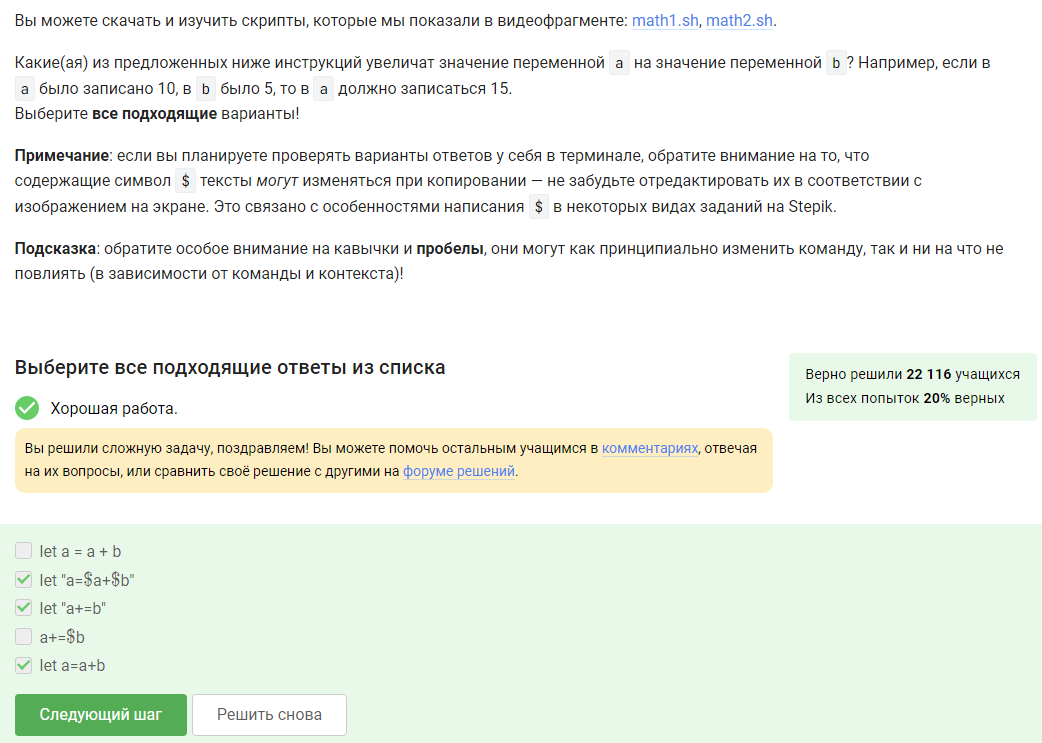 Вы можете скачать и изучить скрипты, которые мы показали в видеофрагменте: math1.sh, math2.sh.
Какие(ая) из предложенных ниже инструкций увеличат значение переменной a на значение переменной b? Например, если в
a было записано 10, в b было 5, то в a должно записаться 15.
Выберите все подходящие варианты!
Примечание: если вы планируете проверять варианты ответов у себя в терминале, обратите внимание на то, что
содержащие символ $ тексты могут изменяться при копировании — не забудьте отредактировать их в соответствии с
изображением на экране. Это связано с особенностями написания $ в некоторых видах заданий на Stepik.
Подсказка: обратите особое внимание на кавычки и пробелы, они могут как принципиально изменить команду, так и ни на что не
повлиять (в зависимости от команды и контекста)!
Выберите все подходящие ответы из списка
Верно решили 22 116 учащихся
Из всех попыток 20% верных
Хорошая работа.
Вы решили сложную задачу, поздравляем! Вы можете помочь остальным учащимся в комментариях, отвечая
на их вопросы, или сравнить своё решение с другими на форуме решений.
let a = a + b
let "a=$a+$b"
let "a+=b"
a+=$b
let a=a+b
Следующий шаг
Решить снова